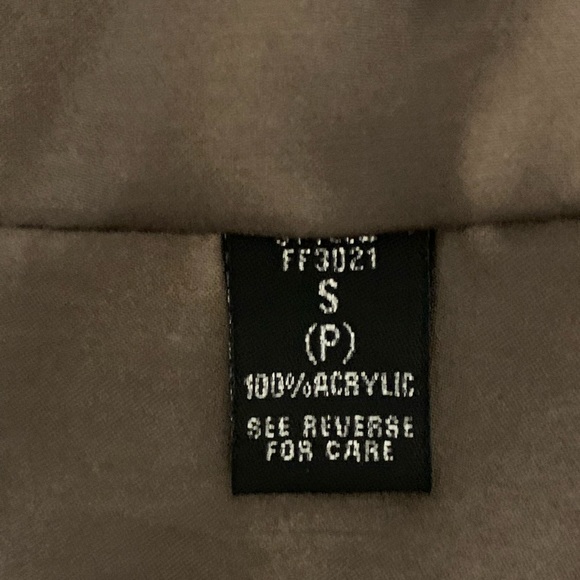 FF3021
S
(P)
100% ACRYLIC
SEE REVERSE
FOR CARE